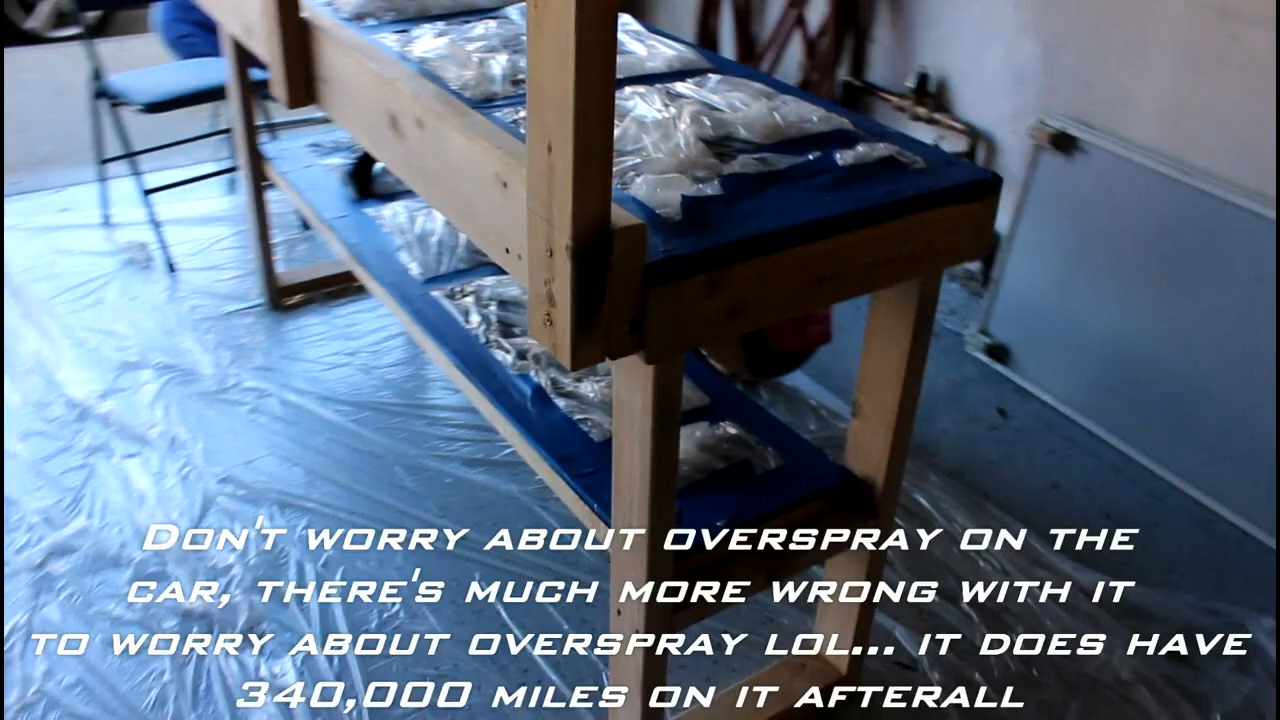 Don't worry about overspray on the
car, there's much more wrong with it
to worry about overspray lol... it does have
340,000 miles on it afterall